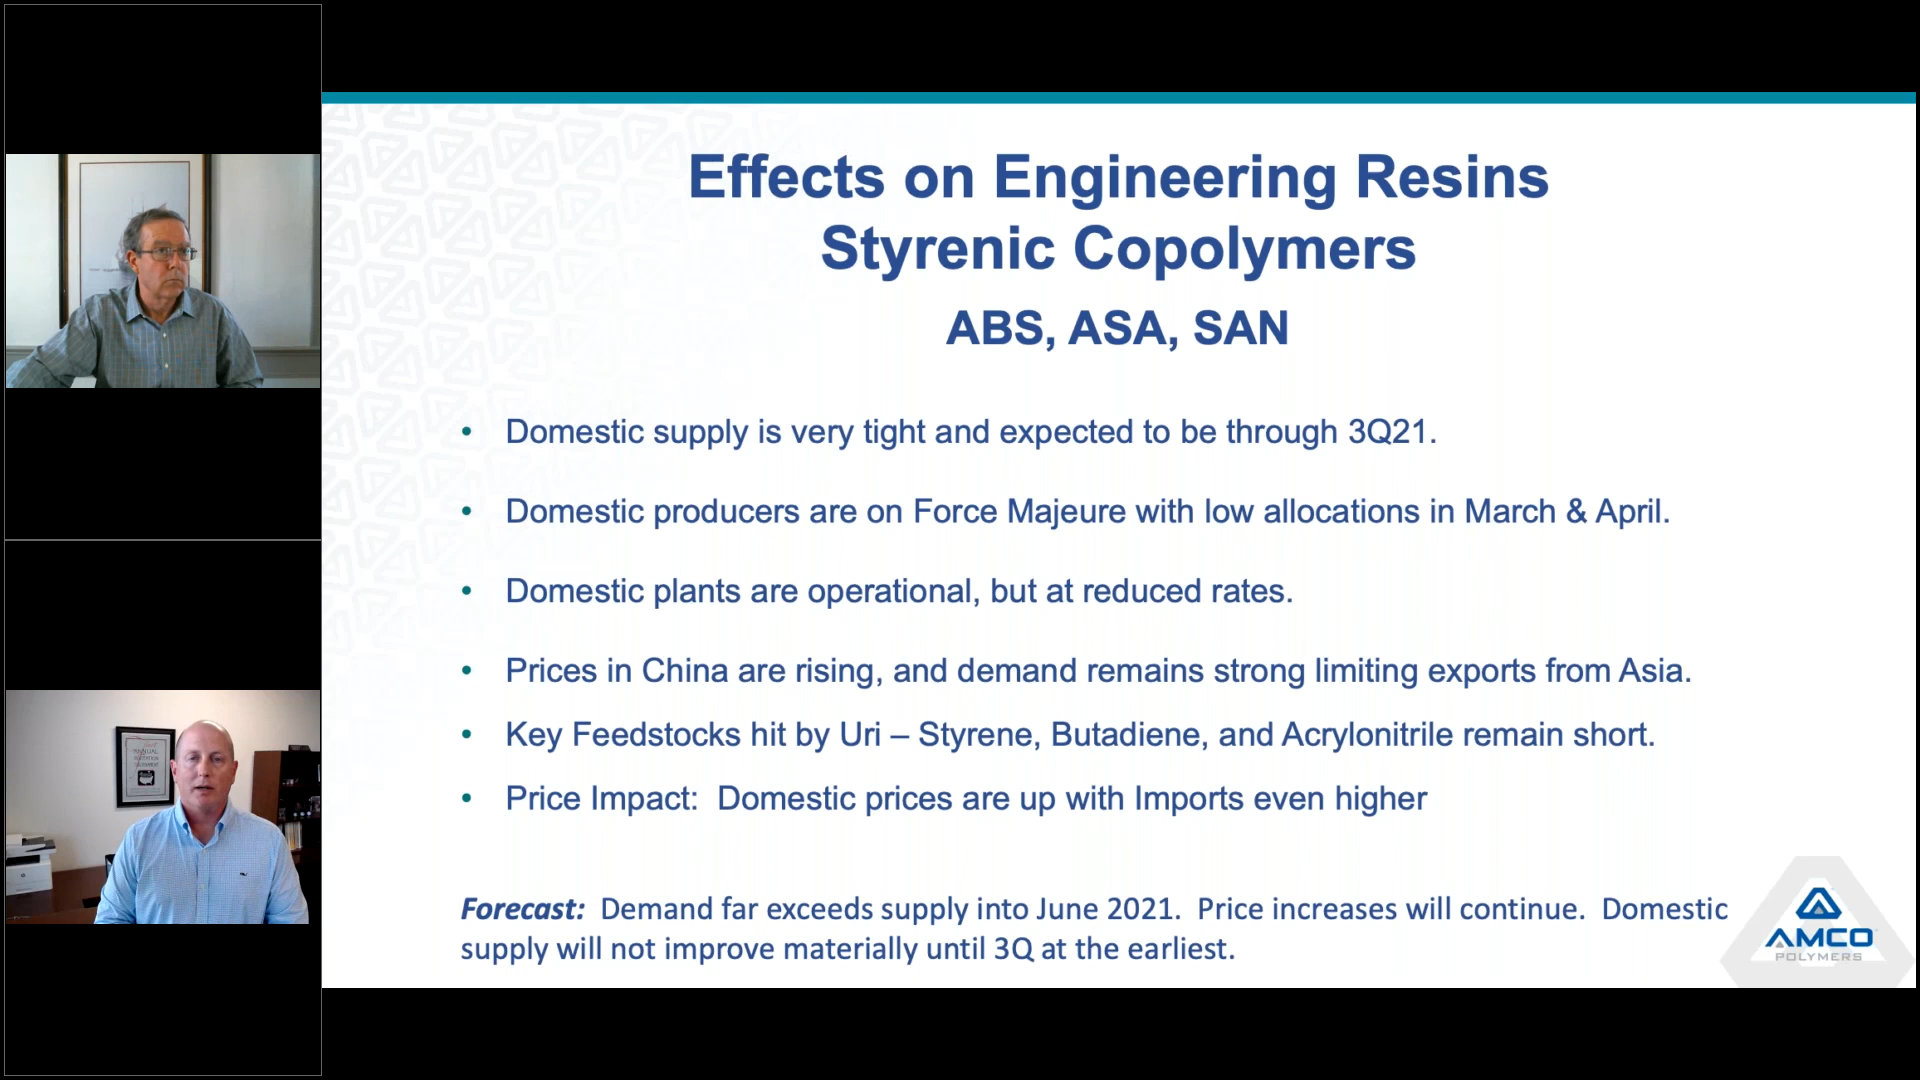 Effects on Engineering Resins
Styrenic Copolymers
ABS, ASA, SAN
• Domestic supply is very tight and expected to be through 3Q21.
• Domestic producers are on Force Majeure with low allocations in March & April.
• Domestic plants are operational, but at reduced rates.
• Prices in China are rising, and demand remains strong limiting exports from Asia.
• Key Feedstocks hit by Uri – Styrene, Butadiene, and Acrylonitrile remain short.
• Price Impact:  Domestic prices are up with Imports even higher
Forecast:  Demand far exceeds supply into June 2021.  Price increases will continue.  Domestic
supply will not improve materially until 3Q at the earliest.
AMCO
POLYMERS
ANNUAL